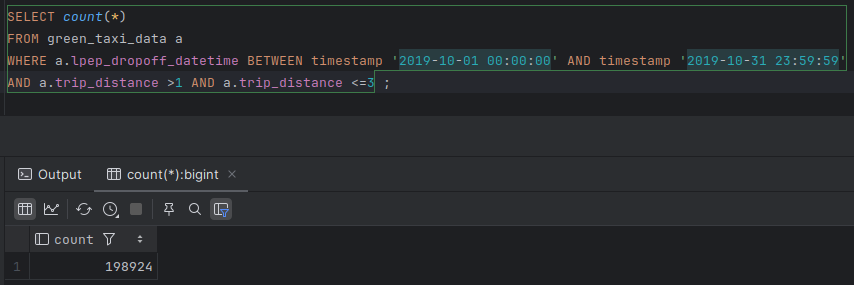 SELECT count(*)
FROM green_taxi_data a
WHERE a.lpep_dropoff_datetime BETWEEN timestamp '2019-10-01 00:00:00' AND timestamp '2019-10-31 23:59:59'
AND a.trip_distance >1 AND a.trip_distance <=3 ;
Output count(*):bigint
count
1 198924